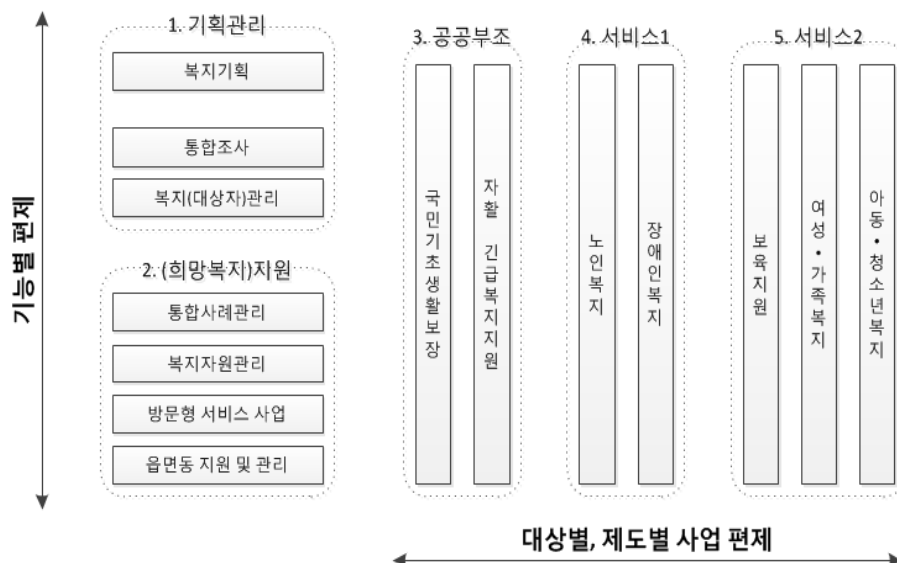 기능별 편제
1. 기획관리
복지기획
통합조사
복지(대상자)관리
2. (희망복지)지원
통합사례관리
복지자원관리
방문형 서비스 사업
읍면동 지원 및 관리
3. 공공부조
국민기초생활보장
자활 긴급복지지원
4. 서비스1
노인복지
장애인복지
5. 서비스2
보육지원
여성·가족복지
아동·청소년복지
대상별, 제도별 사업 편제